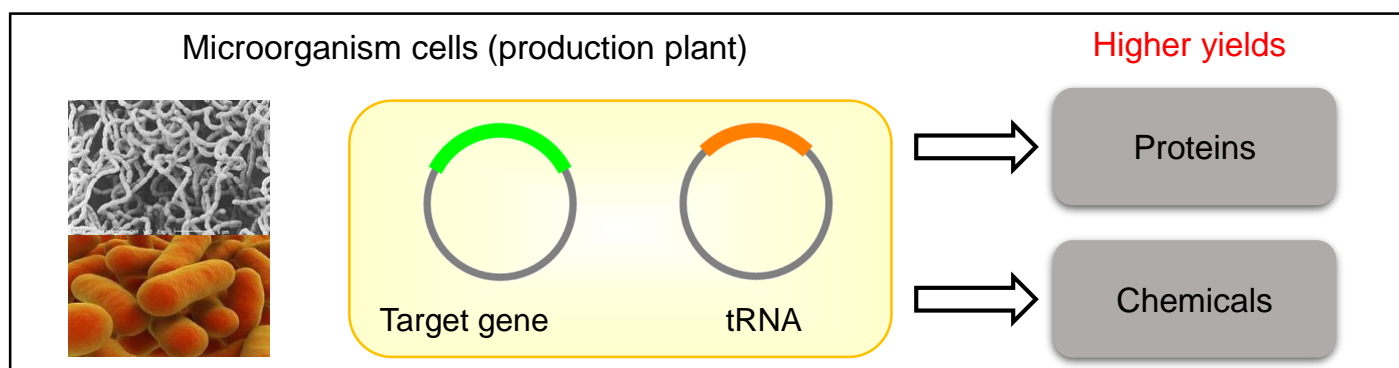 Microorganism cells (production plant)
Higher yields
Target gene
tRNA
Proteins
Chemicals